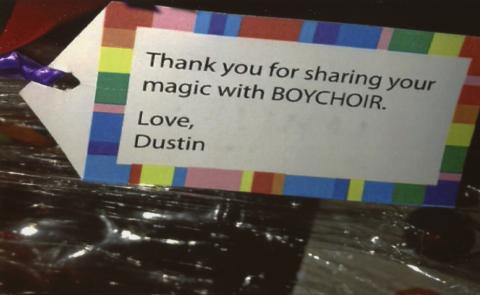 Thank you for sharing your
magic with BOYCHOIR.
Love,
Dustin